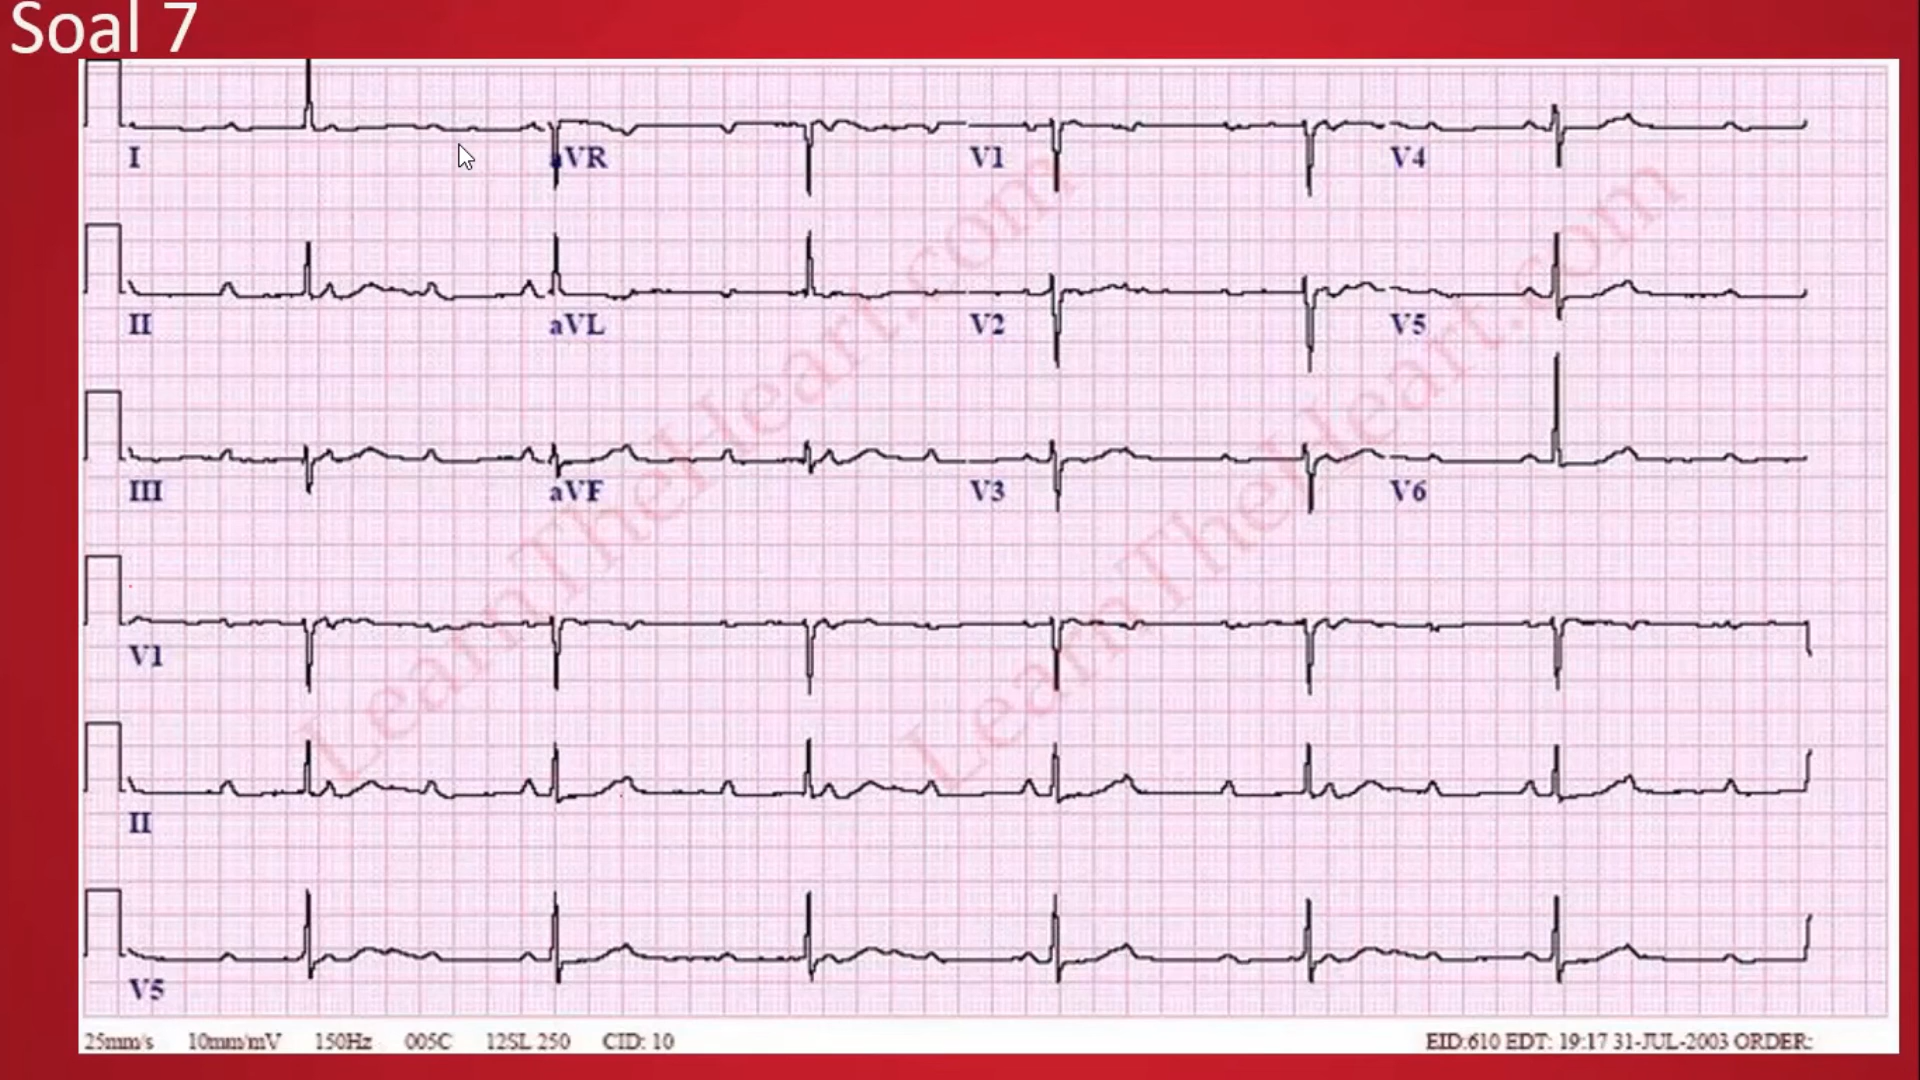 Soal 7
I aVR V1 V4
II aVL V2 V5
III aVF V3 V6
V1
II
V5
LearnTheHeart.com
LearnTheHeart.com
25mm/s 10mm/mV 150Hz 005C 12SL 250 CID: 10 EID:610 EDT: 19:17 31-JUL-2003 ORDER: